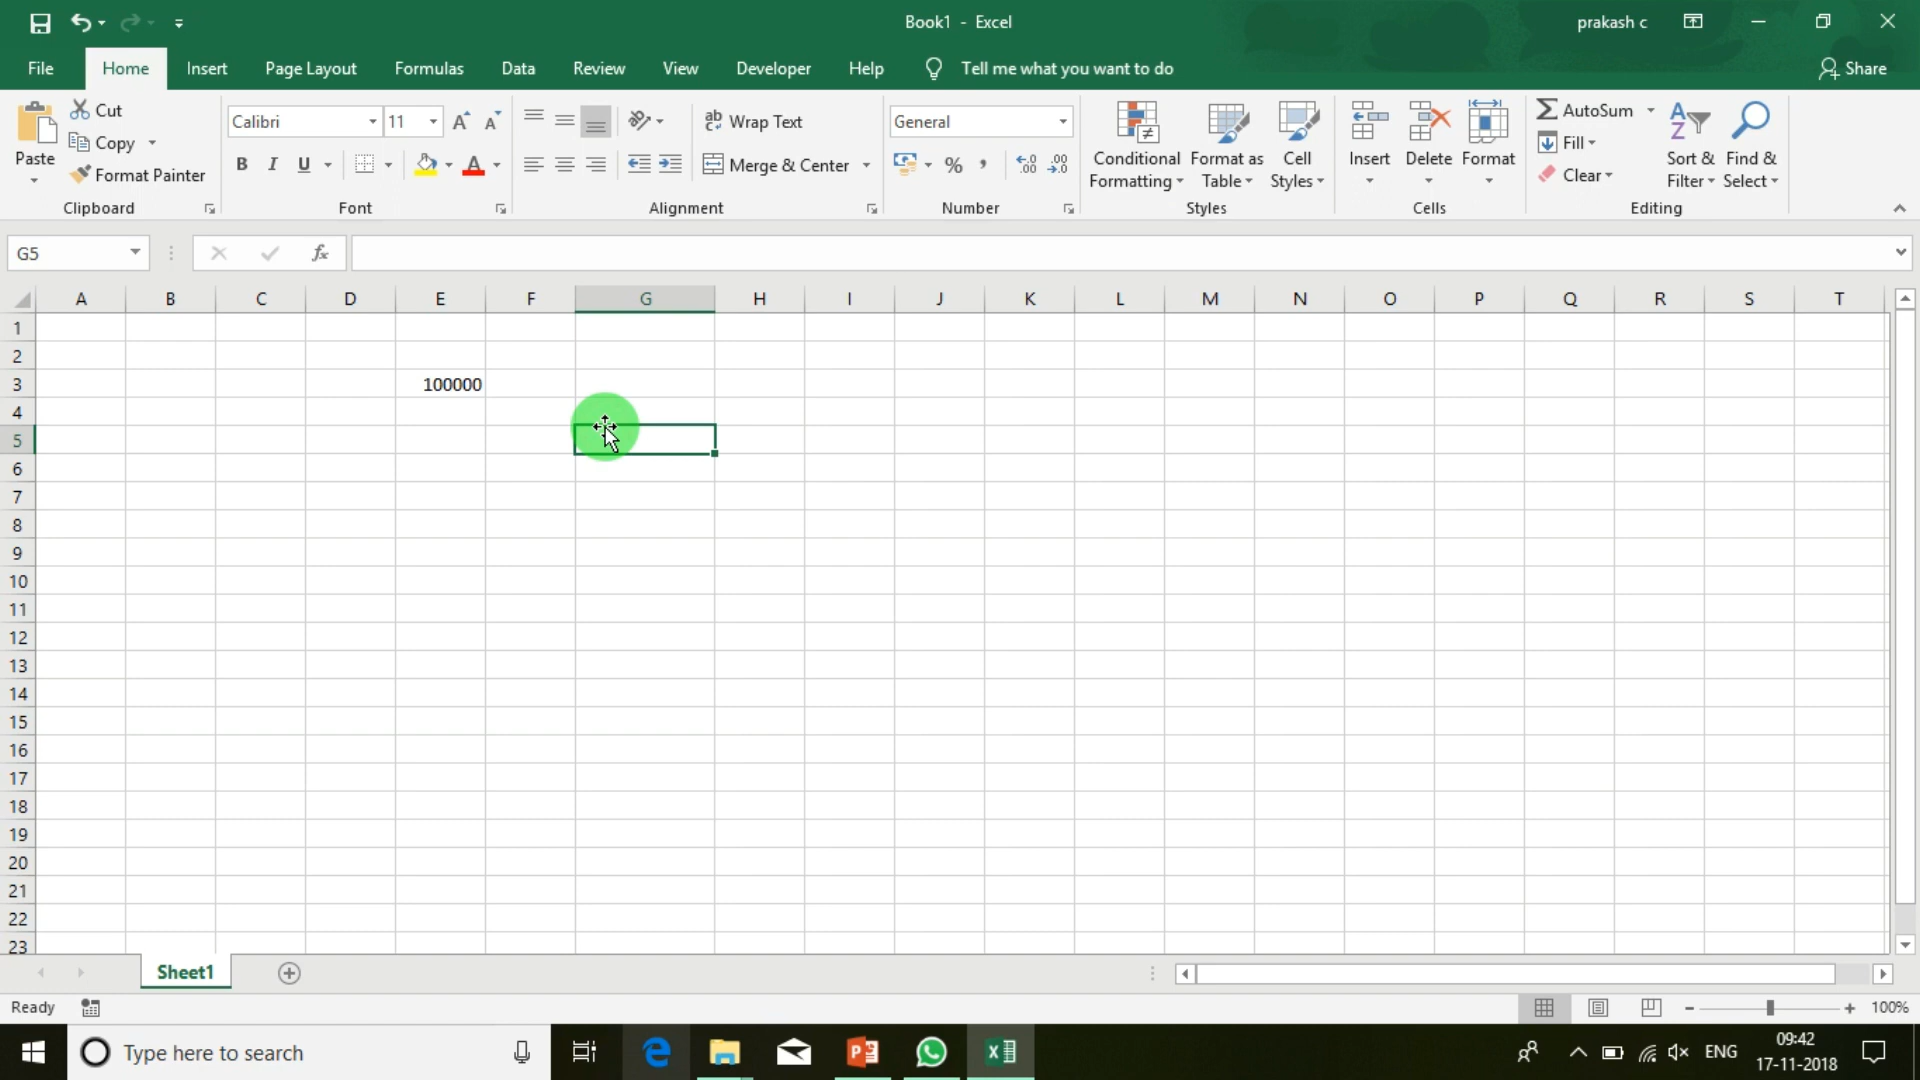 Book1 - Excel
prakash c
File Home Insert Page Layout Formulas Data Review View Developer Help Tell me what you want to do Share
Paste
Cut
Copy
Format Painter
Clipboard
Calibri 11
B I U A
Font
Wrap Text
Merge & Center
Alignment
General
% ,
Number
Conditional Formatting
Format as Table
Cell Styles
Styles
Insert Delete Format
Cells
AutoSum
Fill
Clear
Sort & Filter
Find & Select
Editing
G5 fx
A B C D E F G H I J K L M N O P Q R S T
1
2
3 100000
4
5
6
7
8
9
10
11
12
13
14
15
16
17
18
19
20
21
22
23
Sheet1
Ready 100%
Type here to search
ENG
09:42
17-11-2018